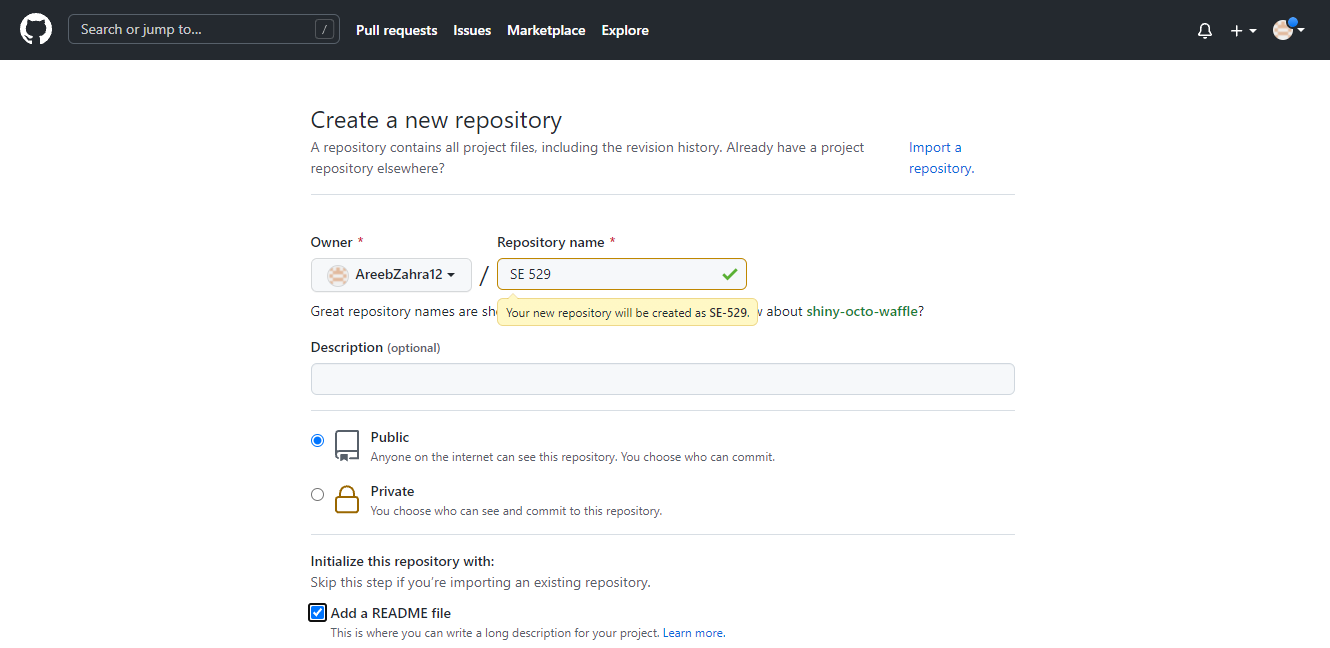 Search or jump to... / Pull requests Issues Marketplace Explore
Create a new repository
A repository contains all project files, including the revision history. Already have a project
repository elsewhere?
Import a
repository.
Owner * Repository name *
AreebZahra12 / SE 529
Great repository names are about shiny-octo-waffle?
Your new repository will be created as SE-529.
Description (optional)
Public
Anyone on the internet can see this repository. You choose who can commit.
Private
You choose who can see and commit to this repository.
Initialize this repository with:
Skip this step if you're importing an existing repository.
Add a README file
This is where you can write a long description for your project. Learn more.